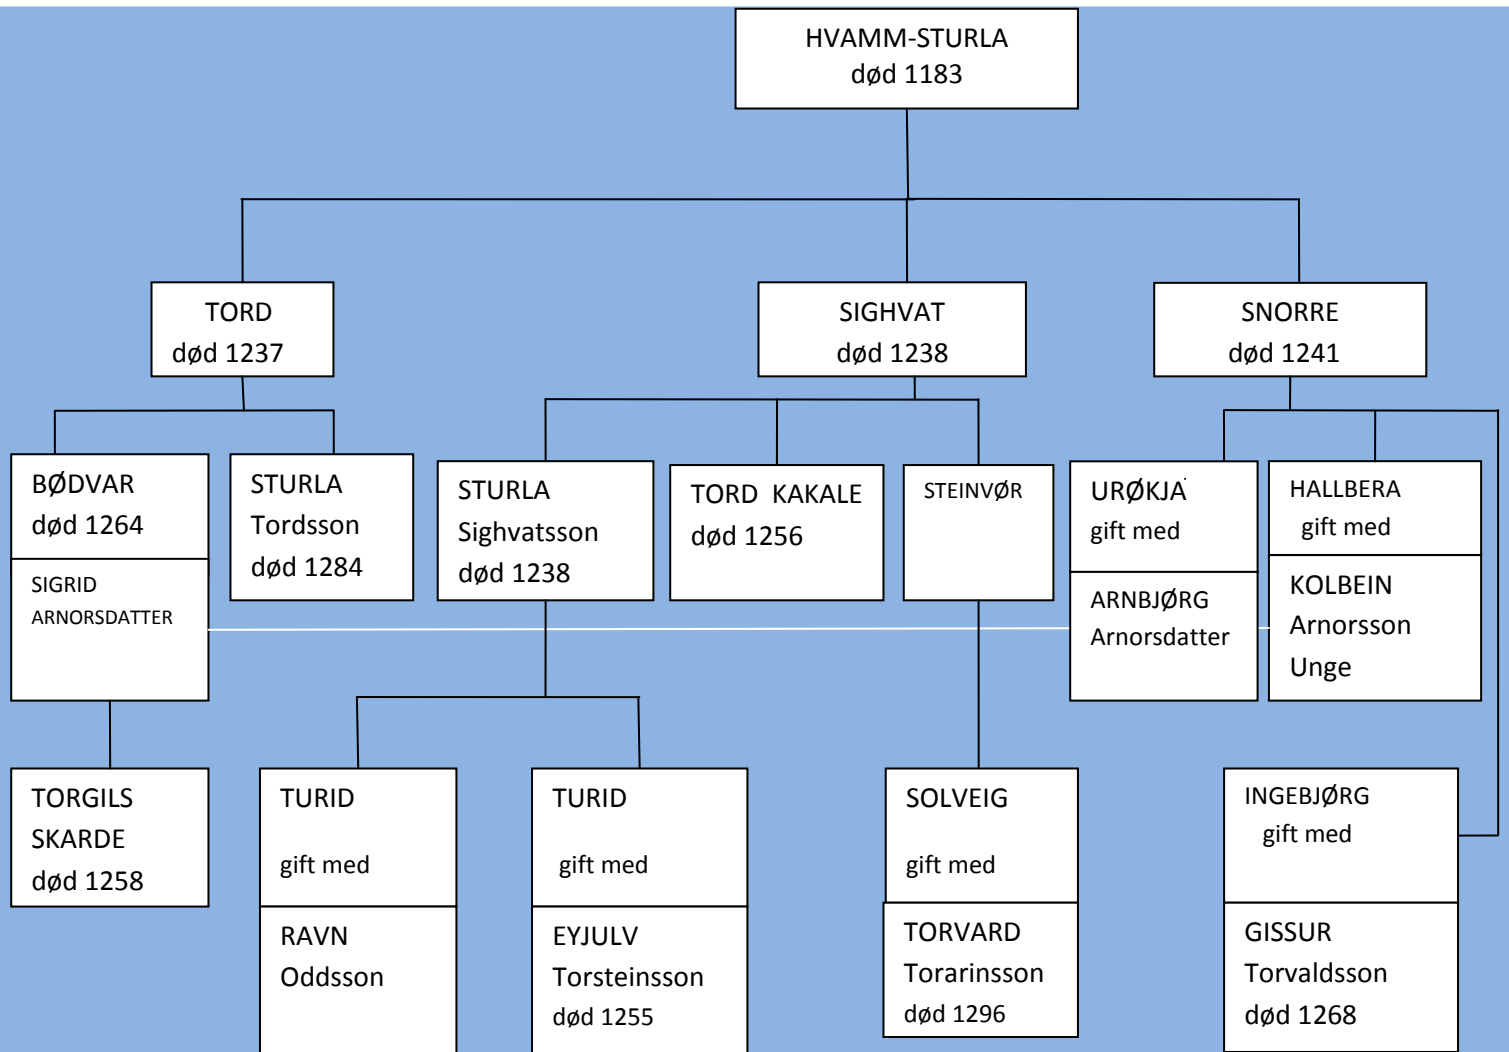 HVAMM-STURLA
død 1183
TORD
død 1237
SIGHVAT
død 1238
SNORRE
død 1241
BØDVAR
død 1264
SIGRID
ARNORSDATTER
STURLA
Tordsson
død 1284
STURLA
Sighvatsson
død 1238
TORD KAKALE
død 1256
STEINVØR
URØKJA
gift med
ARNBJØRG
Arnorsdatter
HALLBERA
gift med
KOLBEIN
Arnorsson
Unge
TORGILS
SKARDE
død 1258
TURID
gift med
RAVN
Oddsson
TURID
gift med
EYJULV
Torsteinsson
død 1255
SOLVEIG
gift med
TORVARD
Torarinsson
død 1296
INGEBJØRG
gift med
GISSUR
Torvaldsson
død 1268